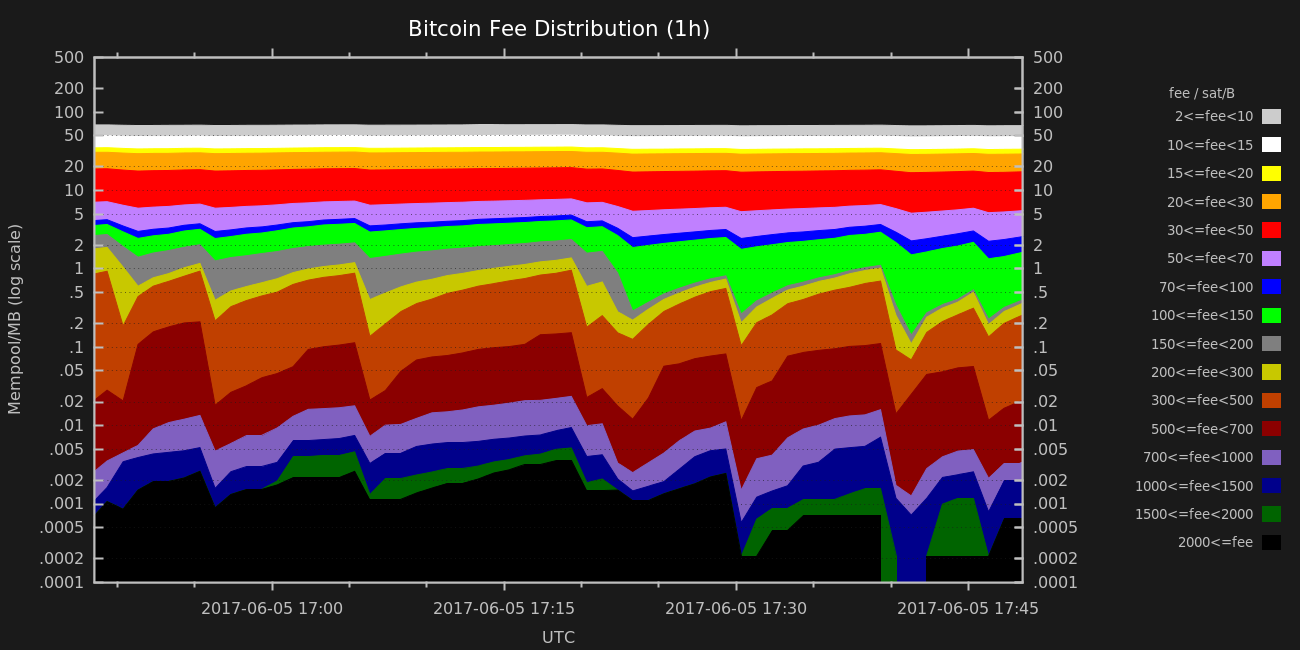 Bitcoin Fee Distribution (1h)
Mempool/MB (log scale)
500
200
100
50
20
10
5
2
1
.5
.2
.1
.05
.02
.01
.005
.002
.001
.0005
.0002
.0001
500
200
100
50
20
10
5
2
1
.5
.2
.1
.05
.02
.01
.005
.002
.001
.0005
.0002
.0001
2017-06-05 17:00
2017-06-05 17:15
2017-06-05 17:30
2017-06-05 17:45
UTC
fee / sat/B
2<=fee<10
10<=fee<15
15<=fee<20
20<=fee<30
30<=fee<50
50<=fee<70
70<=fee<100
100<=fee<150
150<=fee<200
200<=fee<300
300<=fee<500
500<=fee<700
700<=fee<1000
1000<=fee<1500
1500<=fee<2000
2000<=fee